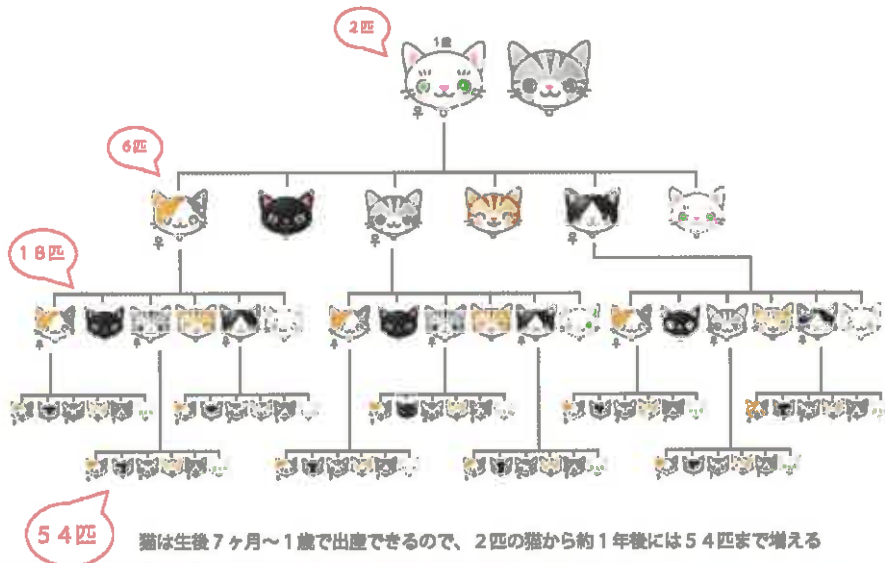 2匹
1歳
♀
6匹
♀ ♀ ♀
18匹
♀ ♀ ♀ ♀ ♀ ♀ ♀ ♀ ♀
54匹
猫は生後7ヶ月～1歳で出産できるので、2匹の猫から約1年後には54匹まで増える